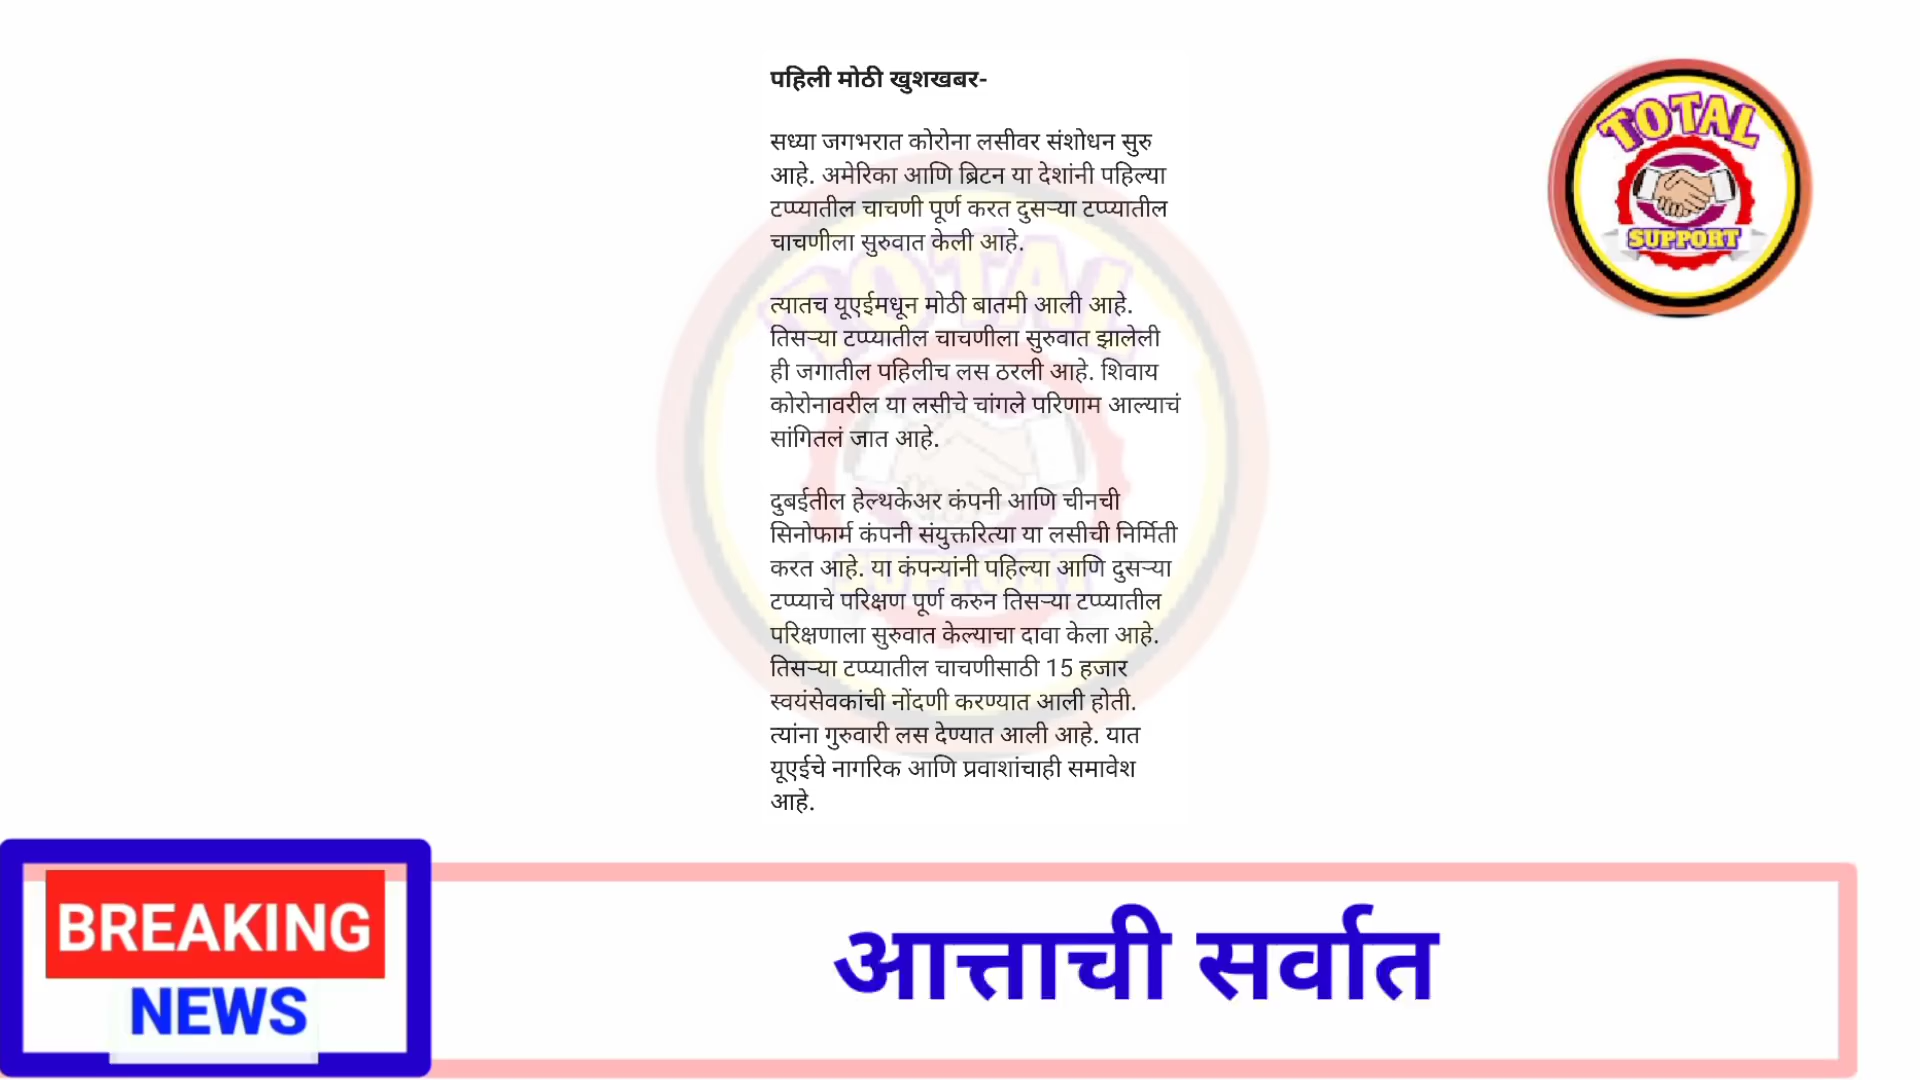 पहिली मोठी खुशखबर-
सध्या जगभरात कोरोना लसीवर संशोधन सुरु
आहे. अमेरिका आणि ब्रिटन या देशांनी पहिल्या
टप्प्यातील चाचणी पूर्ण करत दुसऱ्या टप्प्यातील
चाचणीला सुरुवात केली आहे.
त्यातच यूएईमधून मोठी बातमी आली आहे.
तिसऱ्या टप्प्यातील चाचणीला सुरुवात झालेली
ही जगातील पहिलीच लस ठरली आहे. शिवाय
कोरोनावरील या लसीचे चांगले परिणाम आल्याचं
सांगितलं जात आहे.
दुबईतील हेल्थकेअर कंपनी आणि चीनची
सिनोफार्म कंपनी संयुक्तरित्या या लसीची निर्मिती
करत आहे. या कंपन्यांनी पहिल्या आणि दुसऱ्या
टप्प्याचे परिक्षण पूर्ण करुन तिसऱ्या टप्प्यातील
परिक्षणाला सुरुवात केल्याचा दावा केला आहे.
तिसऱ्या टप्प्यातील चाचणीसाठी 15 हजार
स्वयंसेवकांची नोंदणी करण्यात आली होती.
त्यांना गुरुवारी लस देण्यात आली आहे. यात
यूएईचे नागरिक आणि प्रवाशांचाही समावेश
आहे.
TOTAL
SUPPORT
TOTAL
SUPPORT
BREAKING
NEWS
आत्ताची सर्वात